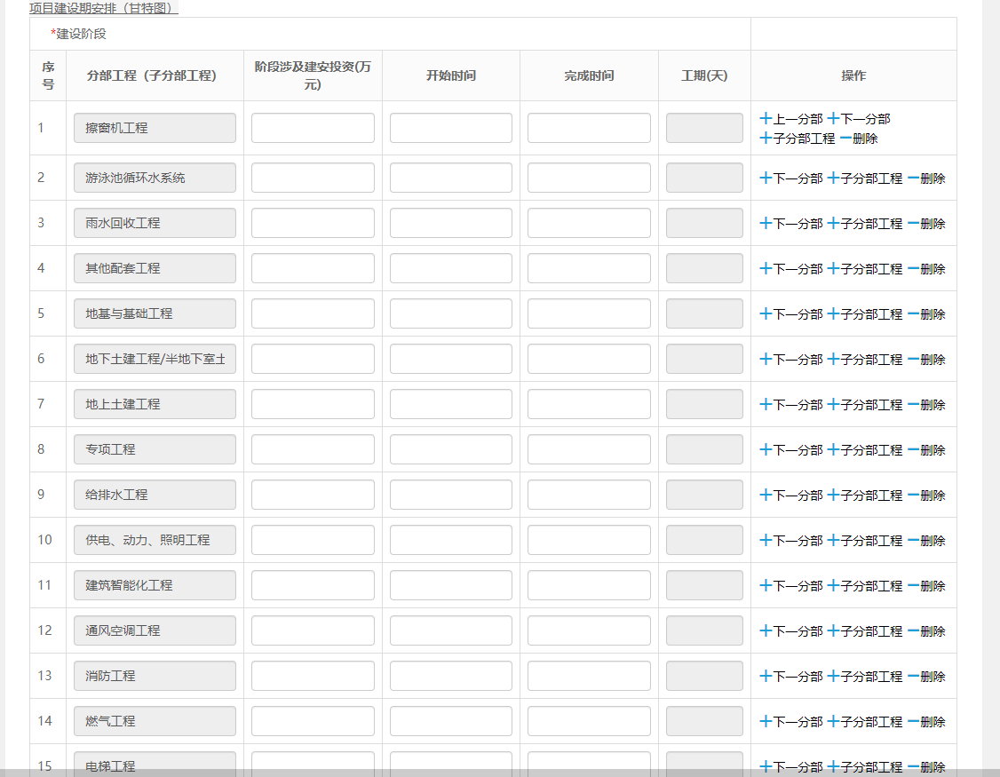 项目建设期安排（甘特图）
*建设阶段
序号 分部工程（子分部工程） 阶段涉及建安投资(万元) 开始时间 完成时间 工期(天) 操作
1 擦窗机工程 +上一分部 +下一分部
+子分部工程 一删除
2 游泳池循环水系统 +下一分部 +子分部工程 一删除
3 雨水回收工程 +下一分部 +子分部工程 一删除
4 其他配套工程 +下一分部 +子分部工程 一删除
5 地基与基础工程 +下一分部 +子分部工程 一删除
6 地下土建工程/半地下室土 +下一分部 +子分部工程 一删除
7 地上土建工程 +下一分部 +子分部工程 一删除
8 专项工程 +下一分部 +子分部工程 一删除
9 给排水工程 +下一分部 +子分部工程 一删除
10 供电、动力、照明工程 +下一分部 +子分部工程 一删除
11 建筑智能化工程 +下一分部 +子分部工程 一删除
12 通风空调工程 +下一分部 +子分部工程 一删除
13 消防工程 +下一分部 +子分部工程 一删除
14 燃气工程 +下一分部 +子分部工程 一删除
15 电梯工程 +下一分部 +子分部工程 一删除